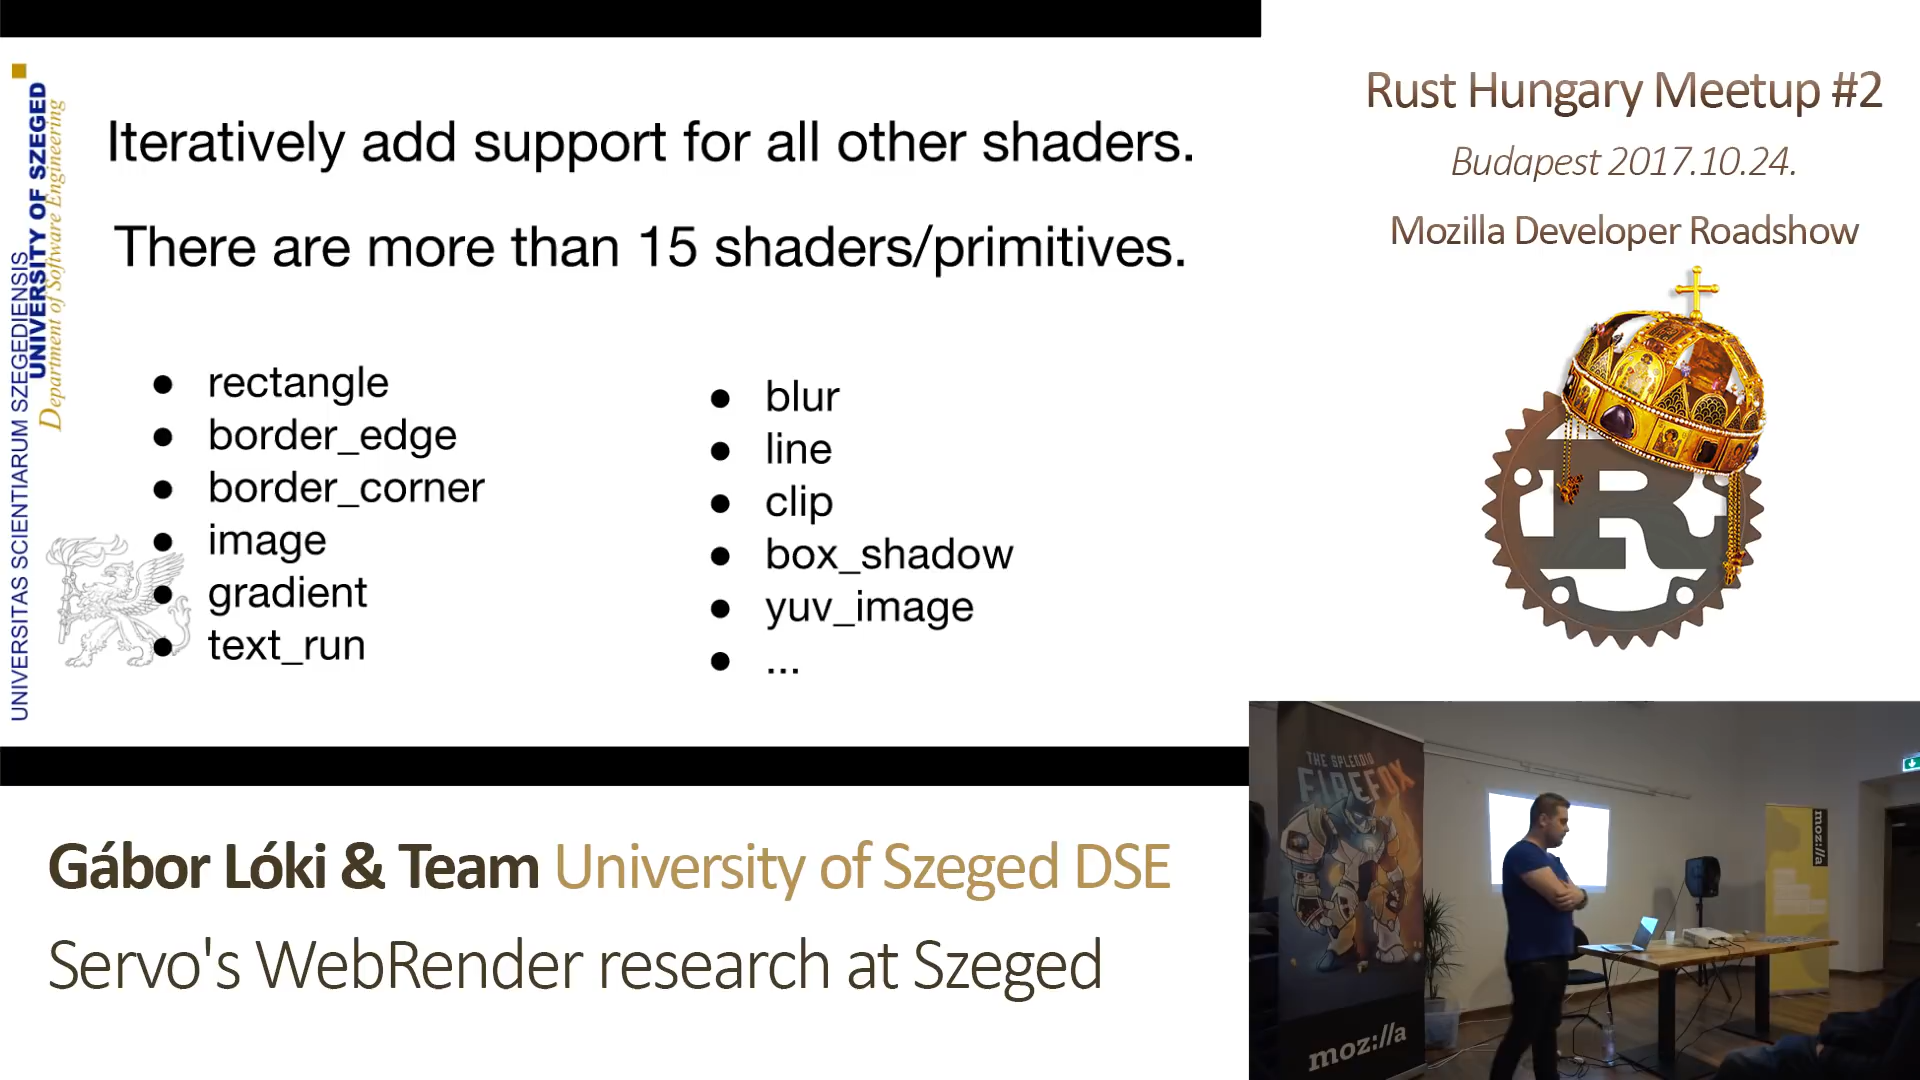 UNIVERSITAS SCIENTIARUM SZEGEDIENSIS
UNIVERSITY OF SZEGED
Department of Software Engineering
Iteratively add support for all other shaders.
There are more than 15 shaders/primitives.
● rectangle
● border_edge
● border_corner
● image
● gradient
● text_run
● blur
● line
● clip
● box_shadow
● yuv_image
● ...
Rust Hungary Meetup #2
Budapest 2017.10.24.
Mozilla Developer Roadshow
R
Gábor Lóki & Team University of Szeged DSE
Servo's WebRender research at Szeged
THE SPLENDID
FIREFOX
moz://a
moz://a